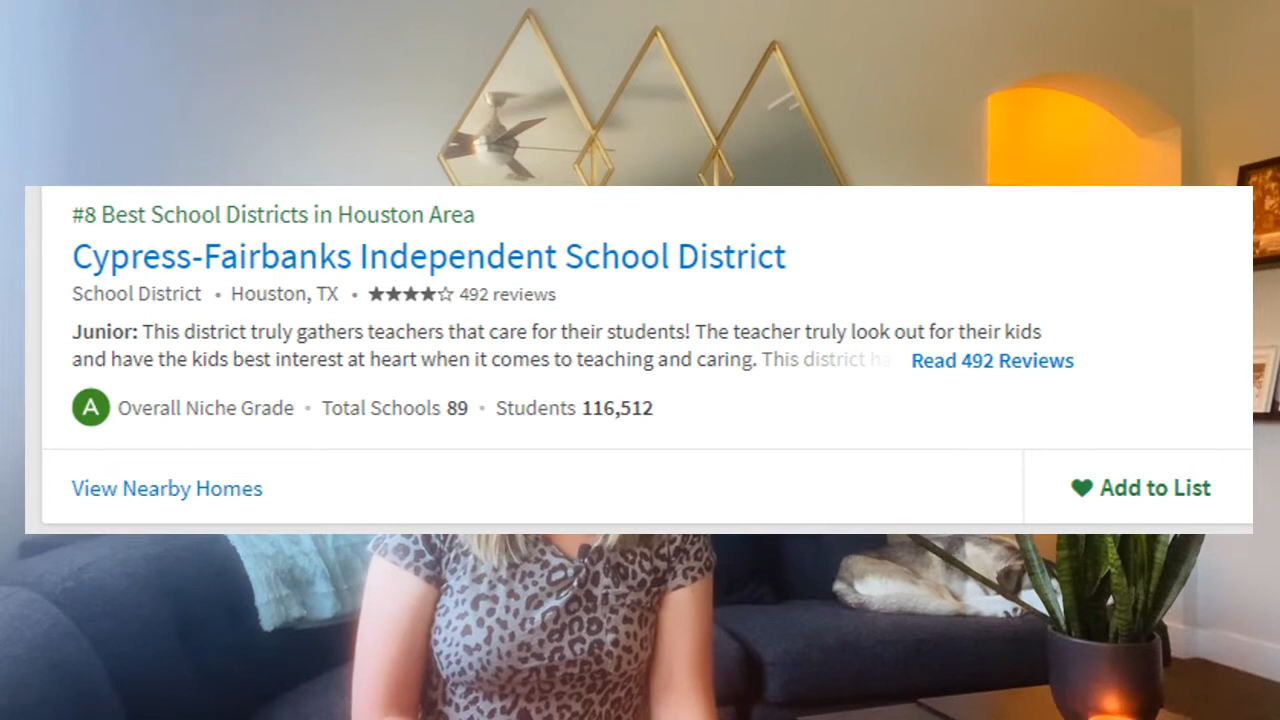 #8 Best School Districts in Houston Area
Cypress-Fairbanks Independent School District
School District • Houston, TX • ★★★★☆ 492 reviews
Junior: This district truly gathers teachers that care for their students! The teacher truly look out for their kids
and have the kids best interest at heart when it comes to teaching and caring. This district ha Read 492 Reviews
A Overall Niche Grade • Total Schools 89 • Students 116,512
View Nearby Homes
Add to List